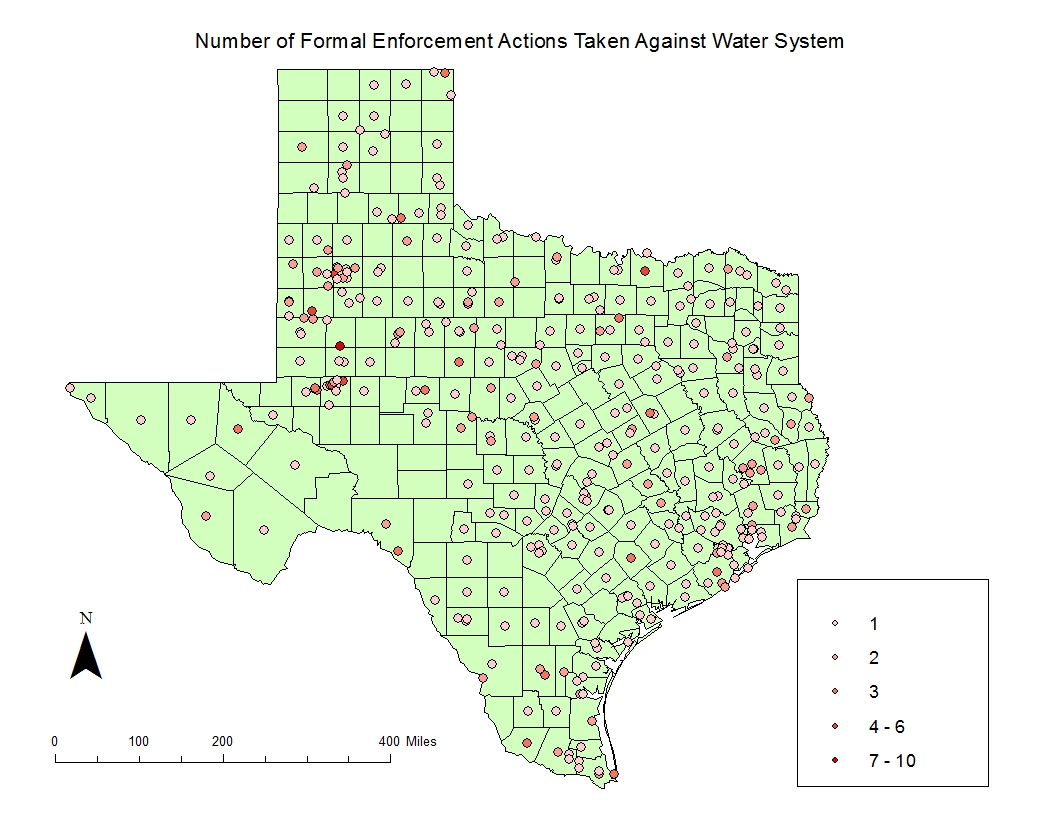 Number of Formal Enforcement Actions Taken Against Water System
N
0 100 200 400 Miles
1
2
3
4 - 6
7 - 10